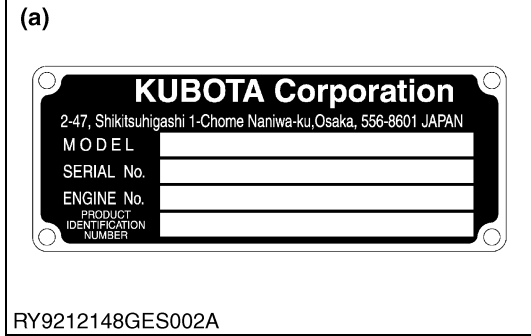 (a)
KUBOTA Corporation
2-47, Shikitsuhigashi 1-Chome Naniwa-ku,Osaka, 556-8601 JAPAN
MODEL
SERIAL No.
ENGINE No.
PRODUCT
IDENTIFICATION
NUMBER
RY9212148GES002A